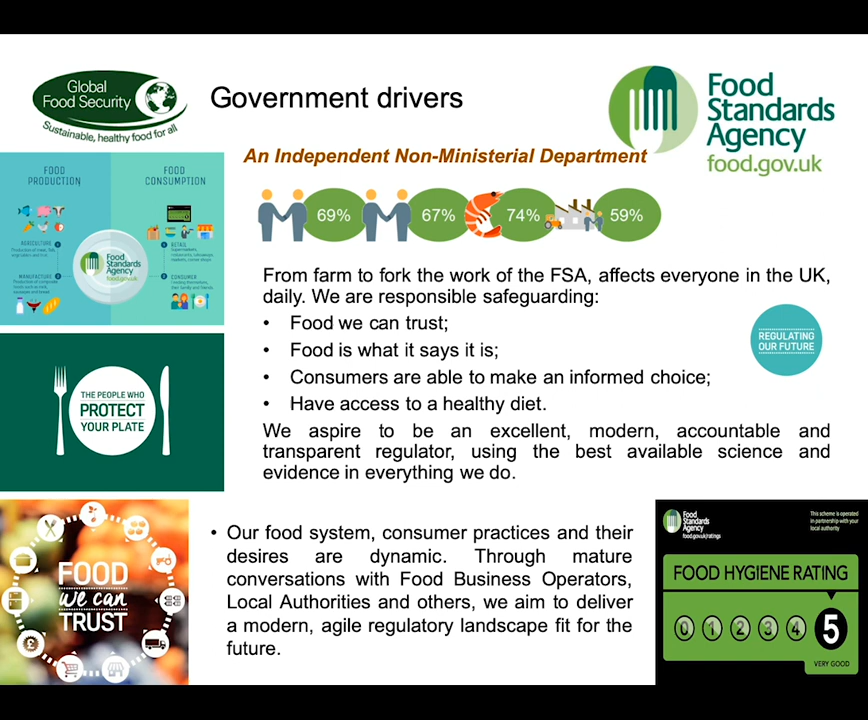 Global
Food Security
Sustainable, healthy food for all
Government drivers
Food
Standards
Agency
food.gov.uk
An Independent Non-Ministerial Department
FOOD
PRODUCTION
FOOD
CONSUMPTION
AGRICULTURE
MANUFACTURE
RETAIL
CONSUMER
Food
Standards
Agency
food.gov.uk
69%
67%
74%
59%
From farm to fork the work of the FSA, affects everyone in the UK,
daily. We are responsible safeguarding:
• Food we can trust;
• Food is what it says it is;
• Consumers are able to make an informed choice;
• Have access to a healthy diet.
We aspire to be an excellent, modern, accountable and
transparent regulator, using the best available science and
evidence in everything we do.
REGULATING
OUR FUTURE
THE PEOPLE WHO
PROTECT
YOUR PLATE
FOOD
we can
TRUST
• Our food system, consumer practices and their
desires are dynamic. Through mature
conversations with Food Business Operators,
Local Authorities and others, we aim to deliver
a modern, agile regulatory landscape fit for the
future.
Food
Standards
Agency
food.gov.uk/ratings
This scheme is operated
in partnership with your
local authority
FOOD HYGIENE RATING
0 1 2 3 4 5
VERY GOOD